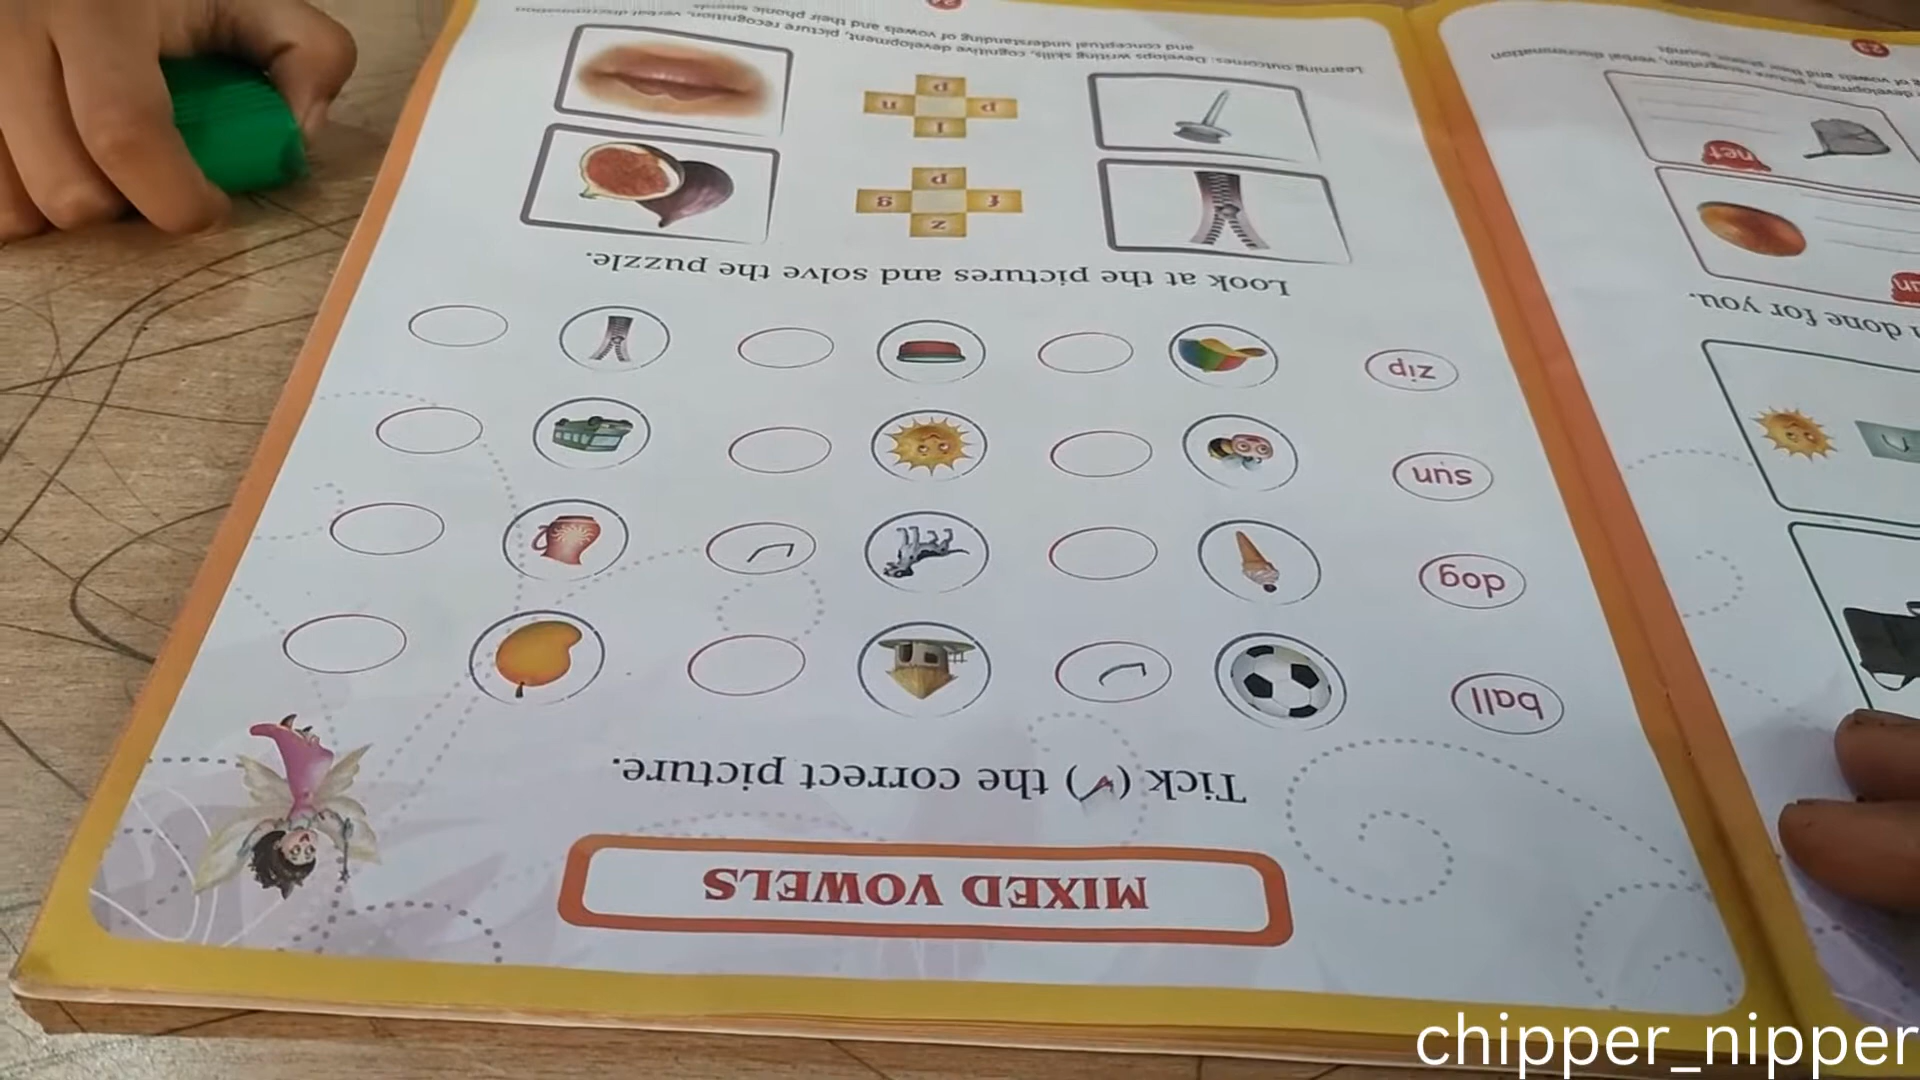 MIXED VOWELS
Tick (✓) the correct picture.
ball
dog
sun
zip
Look at the pictures and solve the puzzle.
z
f g
p
l
p n
p
Learning outcomes: Develops writing skills, cognitive development, picture recognition, verbal discrimination
and conceptual understanding of vowels and their phonic sounds
done for you.
net
23
chipper_nipper